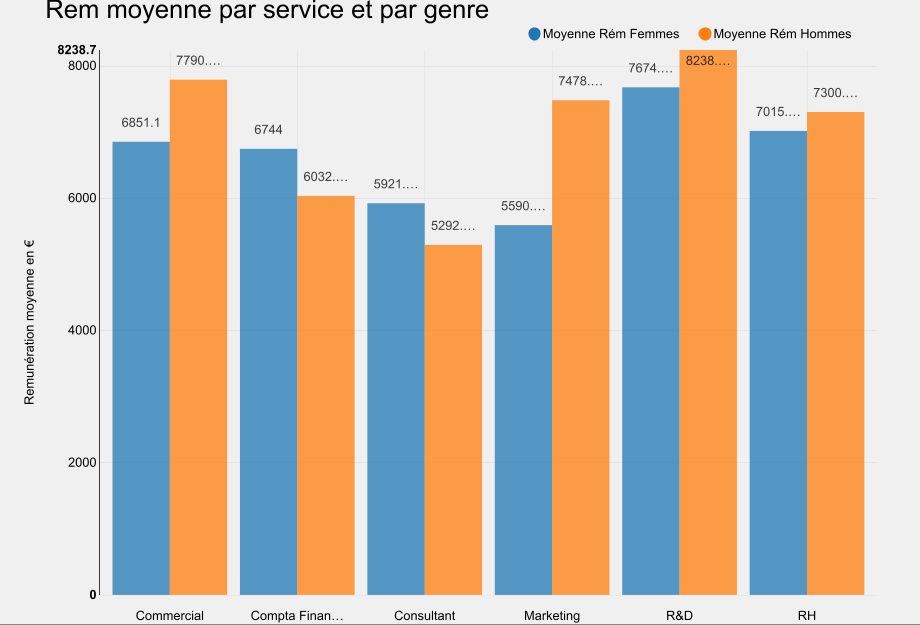 Rem moyenne par service et par genre
Moyenne Rém Femmes Moyenne Rém Hommes
8238.7
8000
6000
4000
2000
0
Remunération moyenne en €
6851.1
7790.…
6744
6032.…
5921.…
5292.…
5590.…
7478.…
7674.…
8238.…
7015.…
7300.…
Commercial
Compta Finan…
Consultant
Marketing
R&D
RH